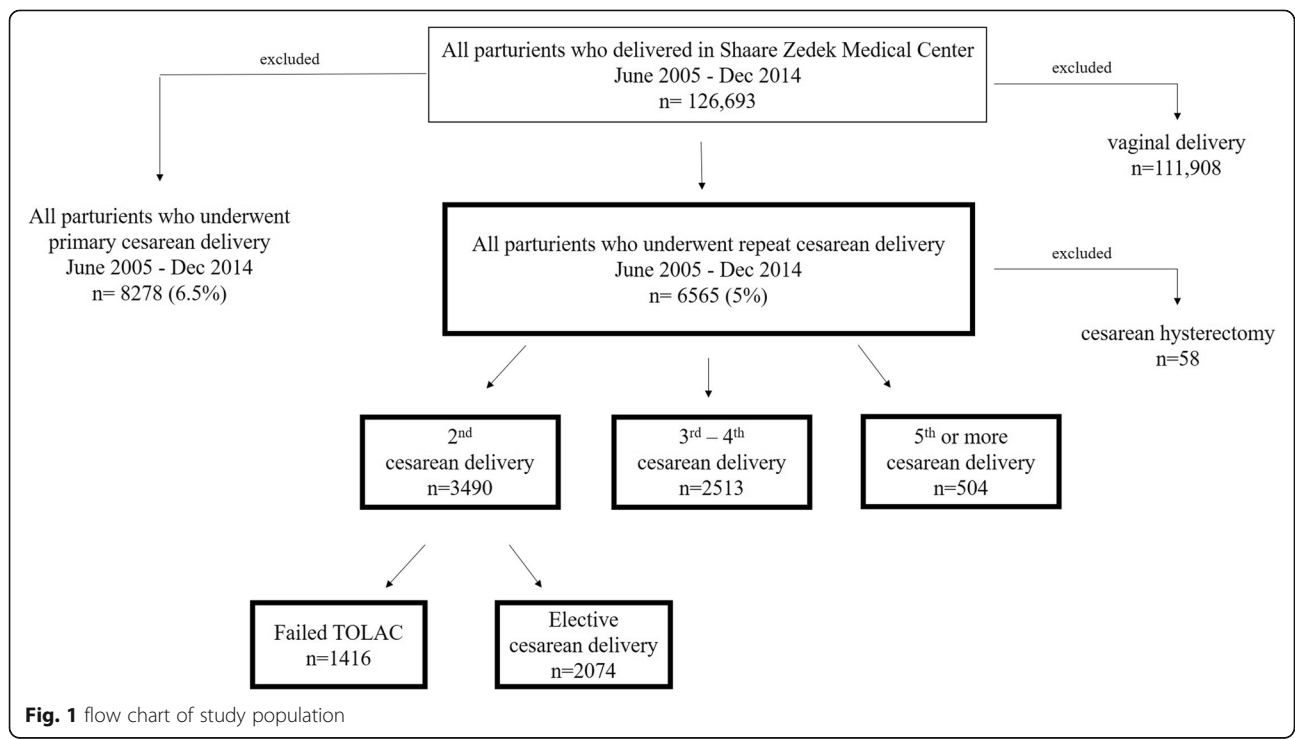 All parturients who delivered in Shaare Zedek Medical Center
June 2005 - Dec 2014
n= 126,693
excluded
excluded
vaginal delivery
n=111,908
All parturients who underwent
primary cesarean delivery
June 2005 - Dec 2014
n= 8278 (6.5%)
All parturients who underwent repeat cesarean delivery
June 2005 - Dec 2014
n= 6565 (5%)
excluded
cesarean hysterectomy
n=58
2nd
cesarean delivery
n=3490
3rd – 4th
cesarean delivery
n=2513
5th or more
cesarean delivery
n=504
Failed TOLAC
n=1416
Elective
cesarean delivery
n=2074
Fig. 1 flow chart of study population